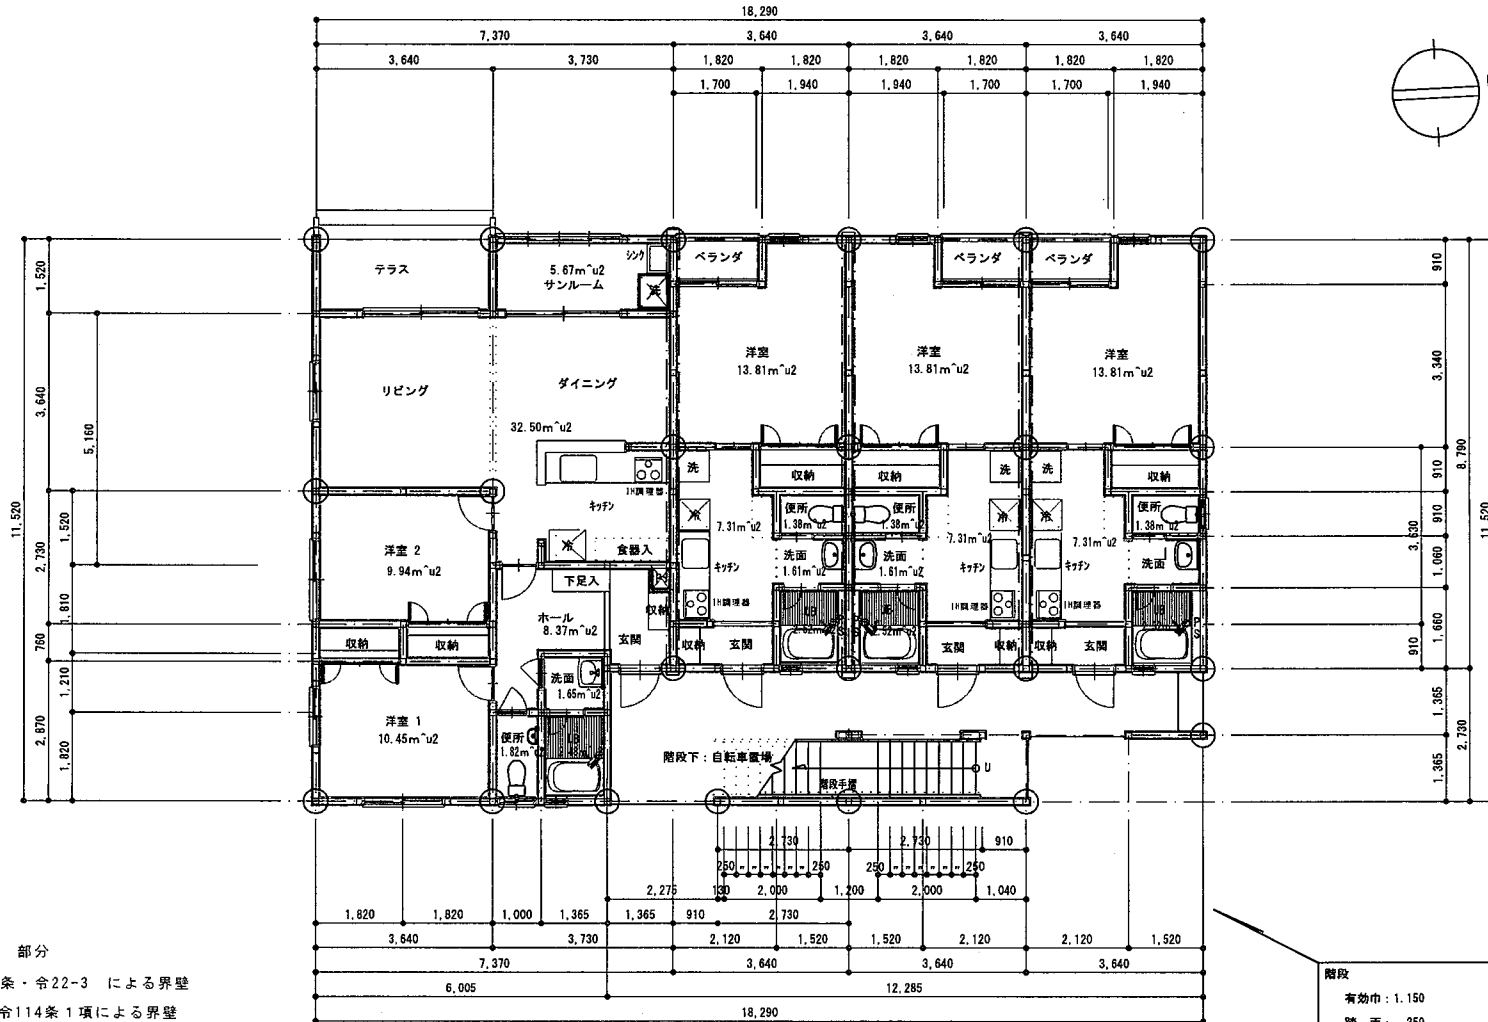 18,290
7,370 3,640 3,640 3,640
3,640 3,730 1,820 1,820 1,820 1,820 1,820 1,820
1,700 1,940 1,940 1,700 1,700 1,940
テラス
5.67m^u2
サンルーム
シンク
洗
ベランダ
ベランダ
ベランダ
リビング
ダイニング
32.50m^u2
洋室
13.81m^u2
洋室
13.81m^u2
洋室
13.81m^u2
IH調理器
キッチン
冷
食器入
洋室 2
9.94m^u2
収納
収納
洋室 1
10.45m^u2
下足入
ホール
8.37m^u2
収納
玄関
洗面
1.65m^u2
便所
1.82m^u2
UB
洗
収納
冷
7.31m^u2
便所
1.38m^u2
洗面
1.61m^u2
キッチン
IH調理器
UB
収納
玄関
収納
洗
便所
1.38m^u2
冷
7.31m^u2
洗面
1.61m^u2
キッチン
IH調理器
UB
玄関
収納
洗
収納
冷
7.31m^u2
便所
1.38m^u2
洗面
キッチン
IH調理器
UB
PS
収納
玄関
階段下:自転車置場
階段手摺
U
11,520
1,520
3,640
2,730
760
2,870
5,160
1,520
1,810
1,210
1,820
910
3,340
910
910
1,060
1,660
1,365
1,365
3,630
910
8,790
2,730
11,520
2,730 2,730 910
250 250 250 250
2,275 130 2,000 1,200 2,000 1,040
1,820 1,820 1,000 1,365 1,365 910 2,730
3,640 3,730 2,120 1,520 1,520 2,120 2,120 1,520
7,370 3,640 3,640 3,640
6,005 12,285
18,290
部分
条・令22-3 による界壁
令114条1項による界壁
階段
有効巾:1.150